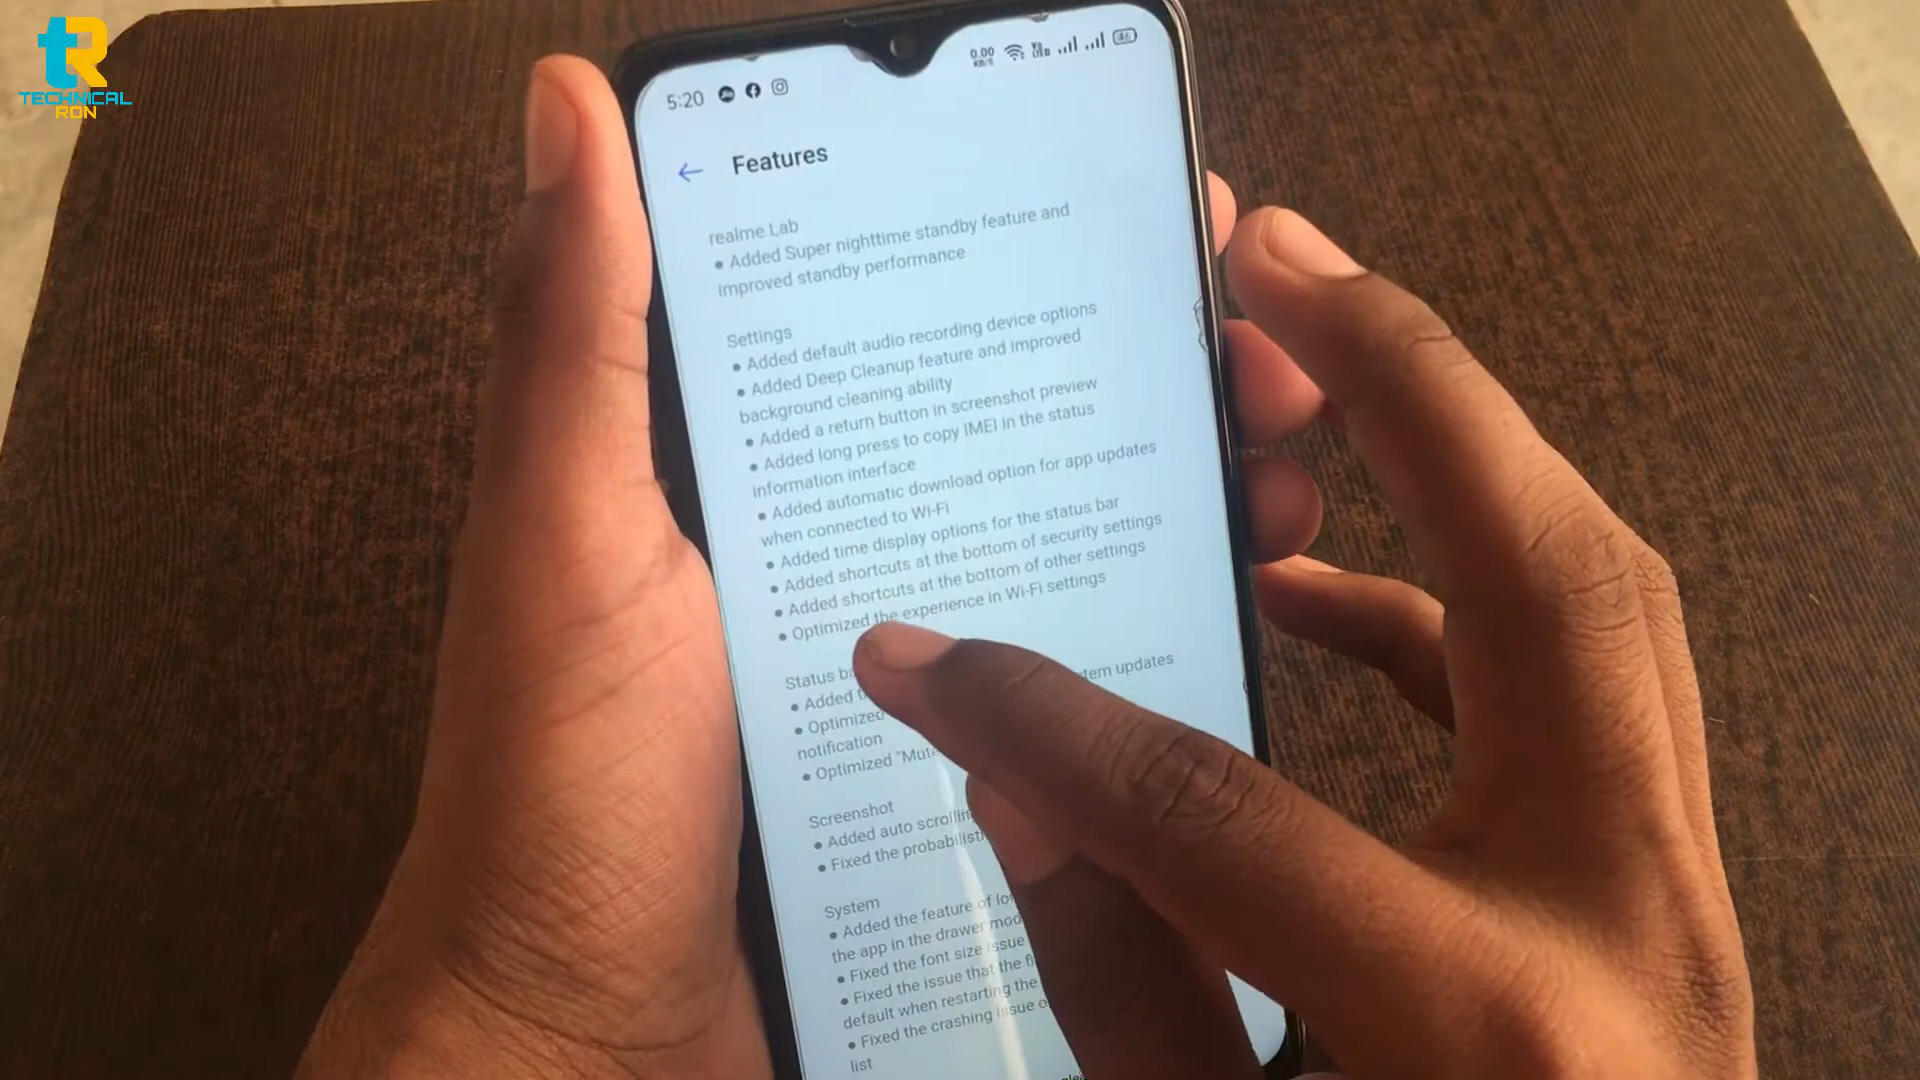 TECHNICAL
RON
5:20
0.00
KB/S
46
Features
realme Lab
● Added Super nighttime standby feature and
improved standby performance
Settings
● Added default audio recording device options
● Added Deep Cleanup feature and improved
background cleaning ability
● Added a return button in screenshot preview
● Added long press to copy IMEI in the status
information interface
● Added automatic download option for app updates
when connected to Wi-Fi
● Added time display options for the status bar
● Added shortcuts at the bottom of security settings
● Added shortcuts at the bottom of other settings
● Optimized the experience in Wi-Fi settings
Status
● Added updates
● Optimized
notification
● Optimized "Mute
Screenshot
● Added auto
● Fixed the
System
● Added the feature of
the app in the drawer
● Fixed the font size issue
● Fixed the issue that the
default when restarting the
● Fixed the crashing issue
list